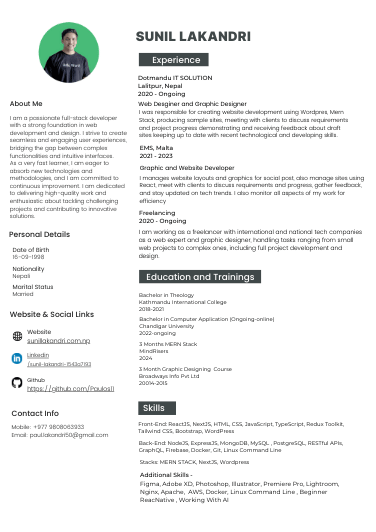 SUNIL LAKANDRI
Experience
Dotmandu IT SOLUTION
Lalitpur, Nepal
2020 - Ongoing
Web Desginer and Graphic Designer
I was responsible for creating website development using Wordpres, Mern
Stack, producing sample sites, meeting with clients to discuss requirements
and project progress demonstrating and receiving feedback about draft
sites keeping up to date with recent technological and developing skills.
EMS, Malta
2021 - 2023
Graphic and Website Developer
I manages website layouts and graphics for social post, also manage sites using
React, meet with clients to discuss requirements and progress, gather feedback,
and stay updated on tech trends. I also monitor all aspects of my work for
efficiency
Freelancing
2020 - Ongoing
I am working as a freelancer with international and national tech companies
as a web expert and graphic designer, handling tasks ranging from small
web projects to complex ones, including full project development and
design.
Education and Trainings
Bachelor in Theology
Kathmandu International College
2018-2021
Bachelor in Computer Application (Ongoing-online)
Chandigar University
2022-ongoing
3 Months MERN Stack
MindRisers
2024
3 Month Graphic Designing Course
Broadways Info Pvt Ltd
20014-2015
Skills
Front-End: ReactJS, NextJS, HTML, CSS, JavaScript, TypeScript, Redux Toolkit,
Tailwind CSS, Bootstrap, WordPress
Back-End: NodeJS, ExpressJS, MongoDB, MySQL , PostgreSQL, RESTful APIs,
GraphQL, Firebase, Docker, Git, Linux Command Line
Stacks: MERN STACK, NextJS, Wordpress
Additional Skills -
Figma, Adobe XD, Photoshop, Illustrator, Premiere Pro, Lightroom,
Nginx, Apache, AWS, Docker, Linux Command Line , Beginner
ReactNative , Working With AI
About Me
I am a passionate full-stack developer
with a strong foundation in web
development and design. I strive to create
seamless and engaging user experiences,
bridging the gap between complex
functionalities and intuitive interfaces.
As a very fast learner, I am eager to
absorb new technologies and
methodologies, and I am committed to
continuous improvement. I am dedicated
to delivering high-quality work and
enthusiastic about tackling challenging
projects and contributing to innovative
solutions.
Personal Details
Date of Birth
16-09-1998
Nationality
Nepali
Marital Status
Married
Website & Social Links
Website
sunillakandri.com.np
Linkedin
/sunil-lakandri-1543a7193
Github
https://github.com/Paulos11
Contact Info
Mobile: +977 9808063933
Email: paul.lakandri50@gmail.com